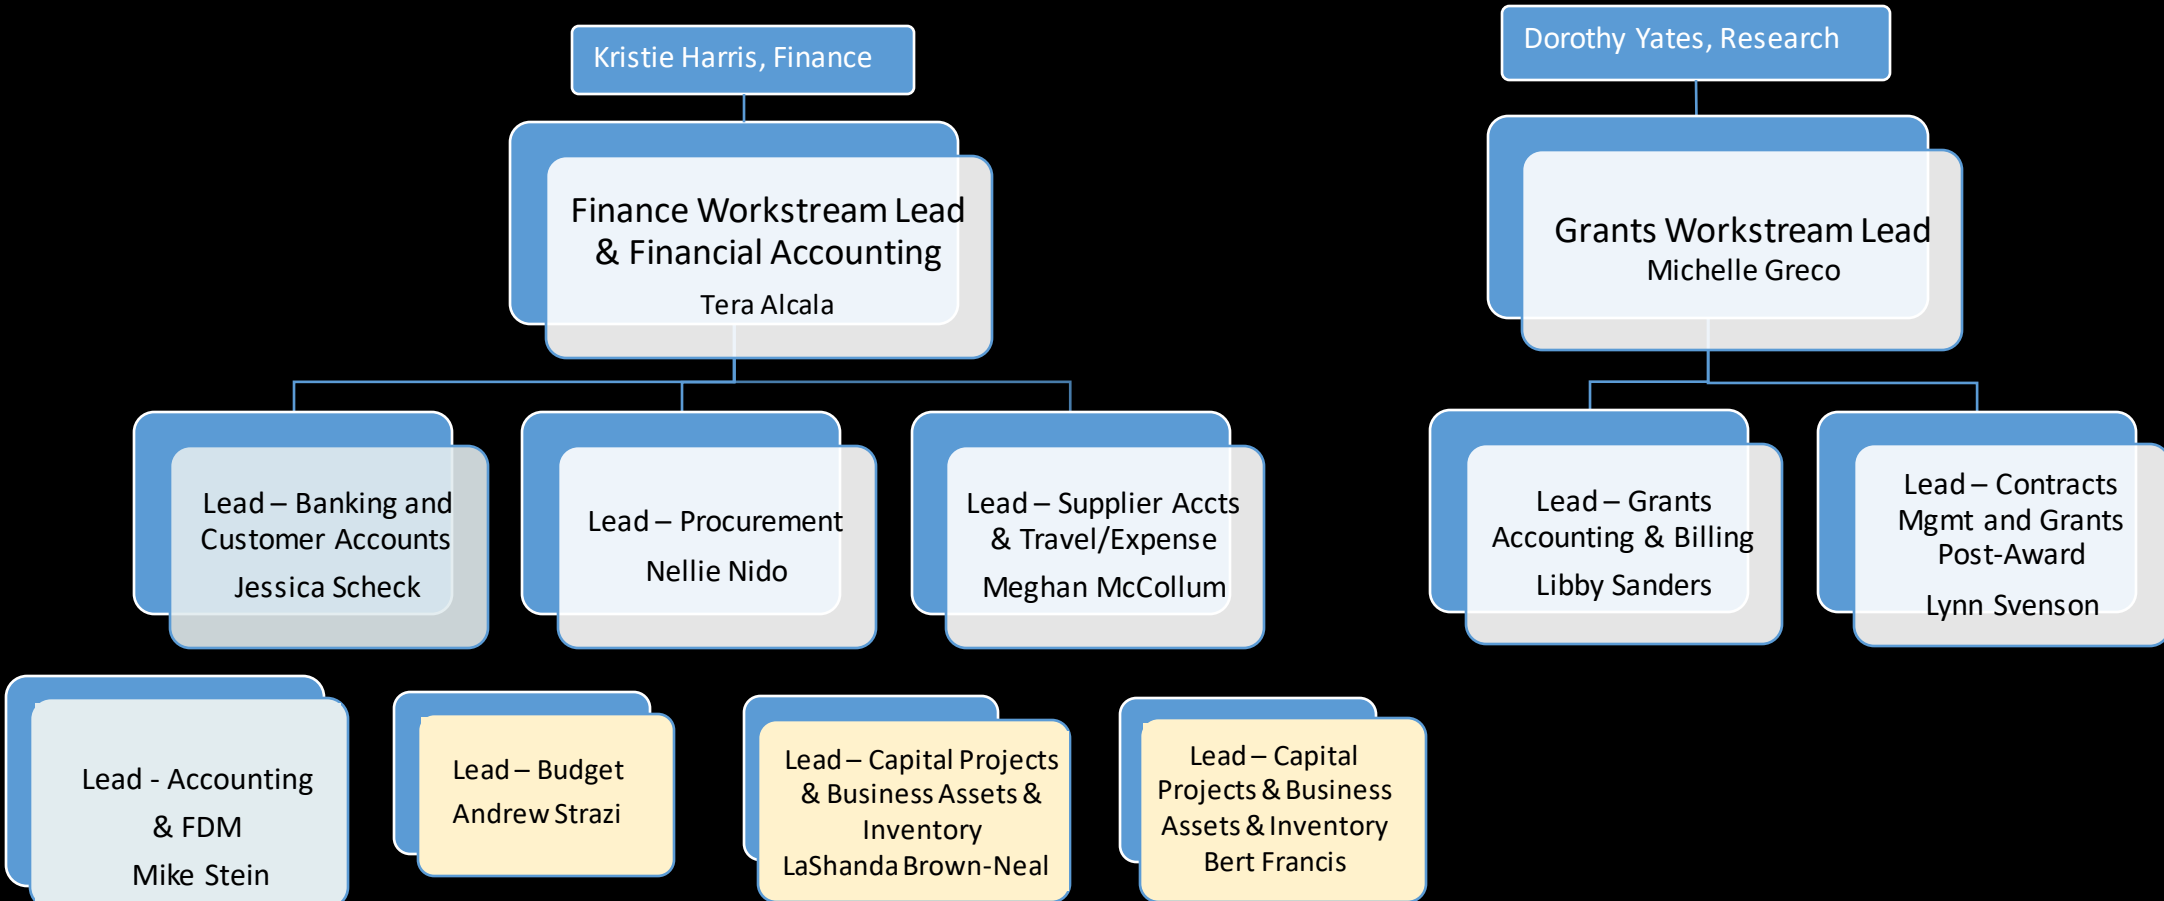 Kristie Harris, Finance
Dorothy Yates, Research
Finance Workstream Lead
& Financial Accounting
Tera Alcala
Grants Workstream Lead
Michelle Greco
Lead – Banking and
Customer Accounts
Jessica Scheck
Lead – Procurement
Nellie Nido
Lead – Supplier Accts
& Travel/Expense
Meghan McCollum
Lead – Grants
Accounting & Billing
Libby Sanders
Lead – Contracts
Mgmt and Grants
Post-Award
Lynn Svenson
Lead - Accounting
& FDM
Mike Stein
Lead – Budget
Andrew Strazi
Lead – Capital Projects
& Business Assets &
Inventory
LaShanda Brown-Neal
Lead – Capital
Projects & Business
Assets & Inventory
Bert Francis